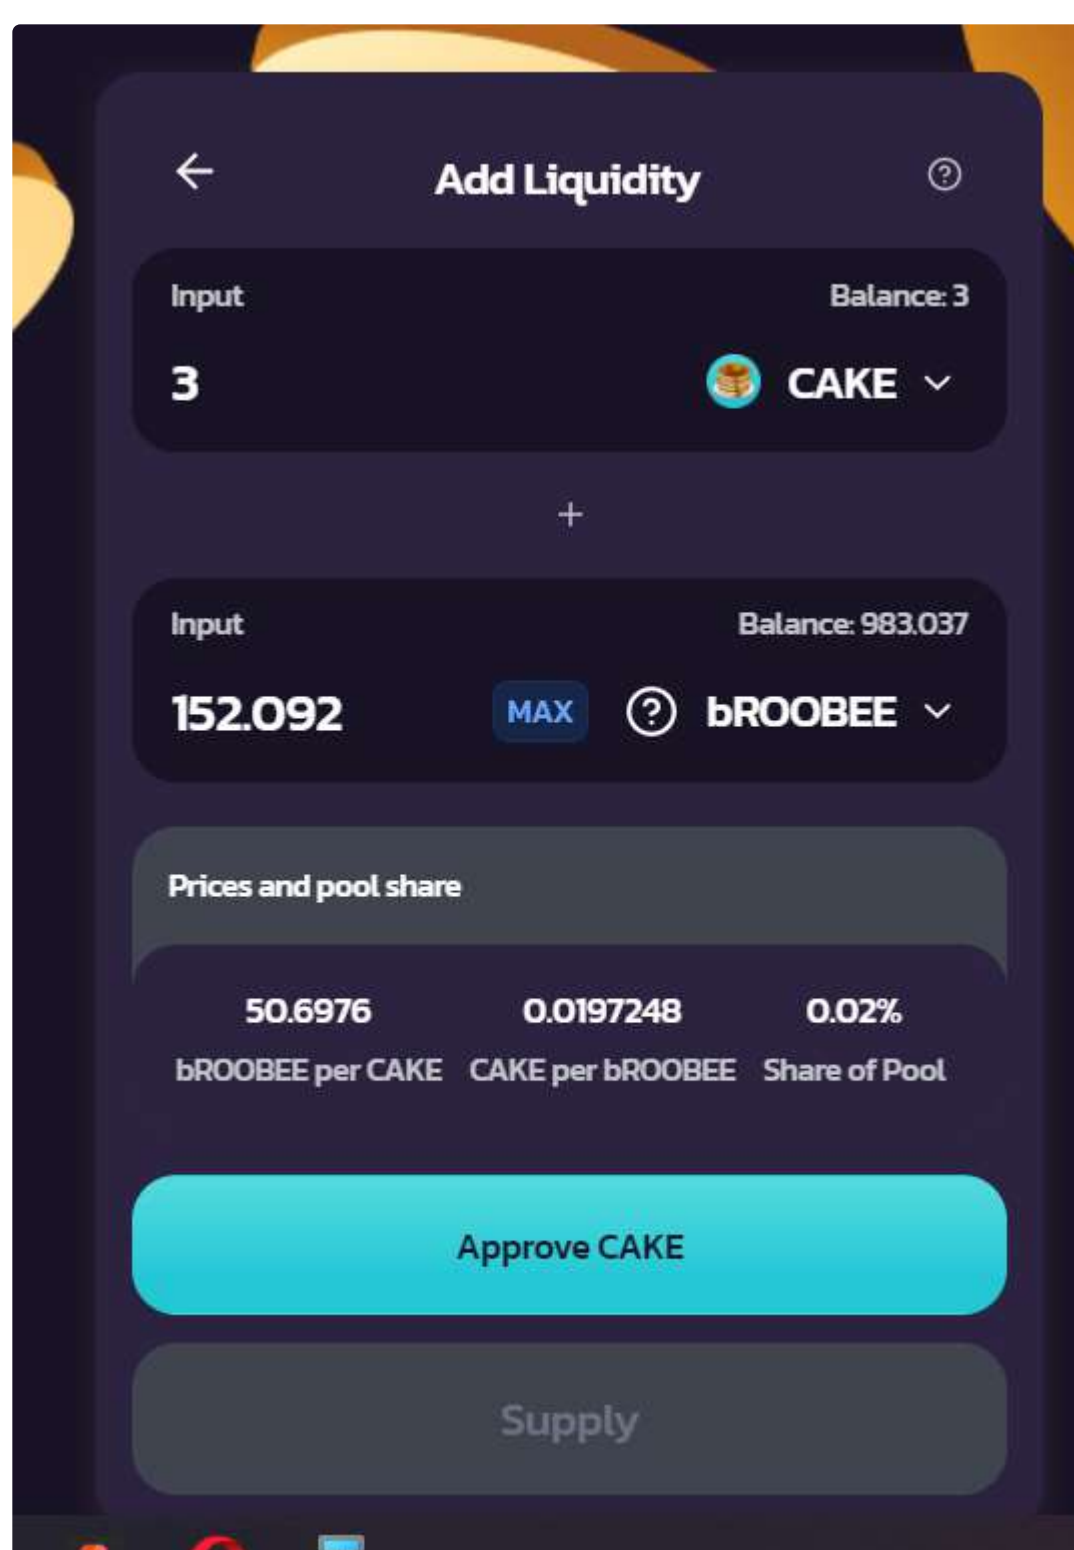 Add Liquidity
Input Balance: 3
3 CAKE
+
Input Balance: 983.037
152.092 MAX bROOBEE
Prices and pool share
50.6976 0.0197248 0.02%
bROOBEE per CAKE CAKE per bROOBEE Share of Pool
Approve CAKE
Supply